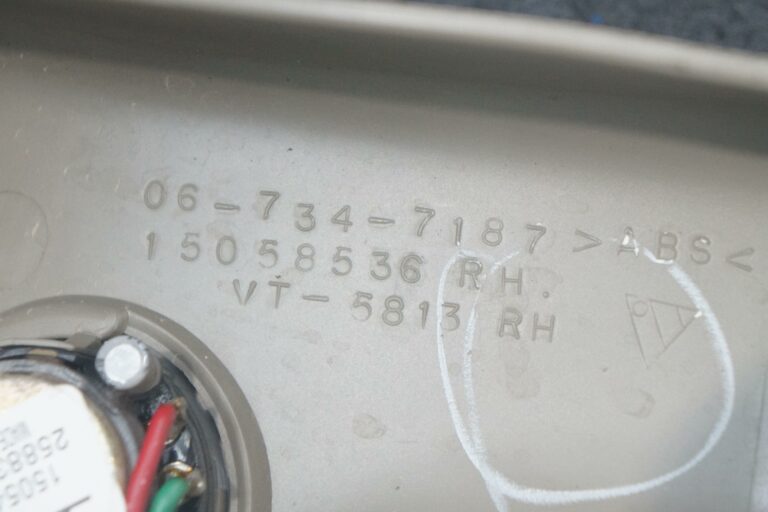 06-734-7187 >ABS<
15058536 RH.
VT-5813 RH